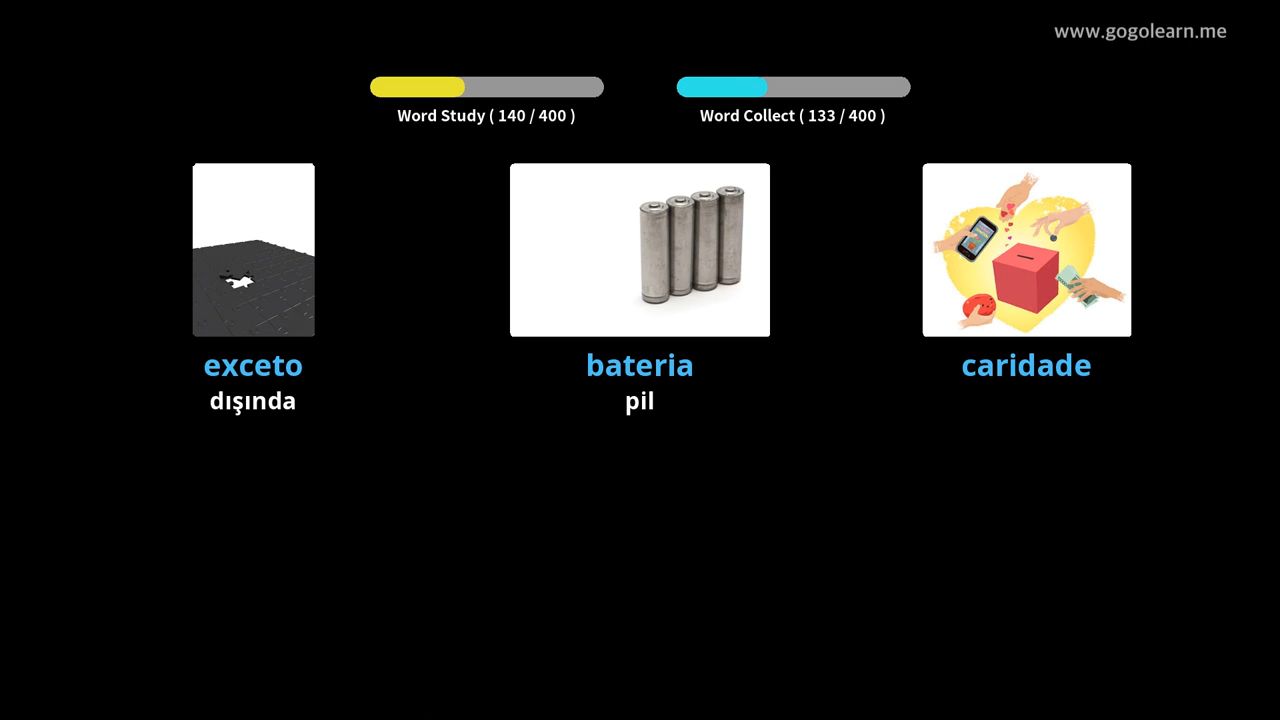 www.gogolearn.me
Word Study ( 140 / 400 )
Word Collect ( 133 / 400 )
exceto
dışında
bateria
pil
caridade